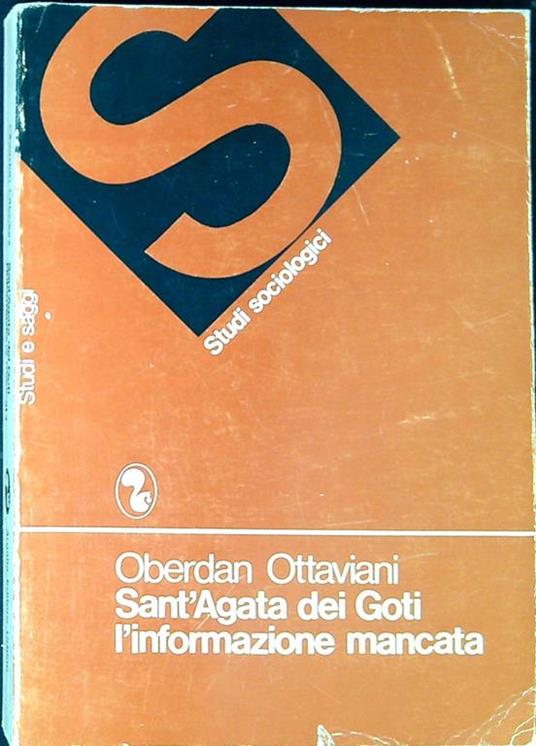 S
Studi sociologici
Studi e saggi
Oberdan Ottaviani
Sant'Agata dei Goti
l'informazione mancata